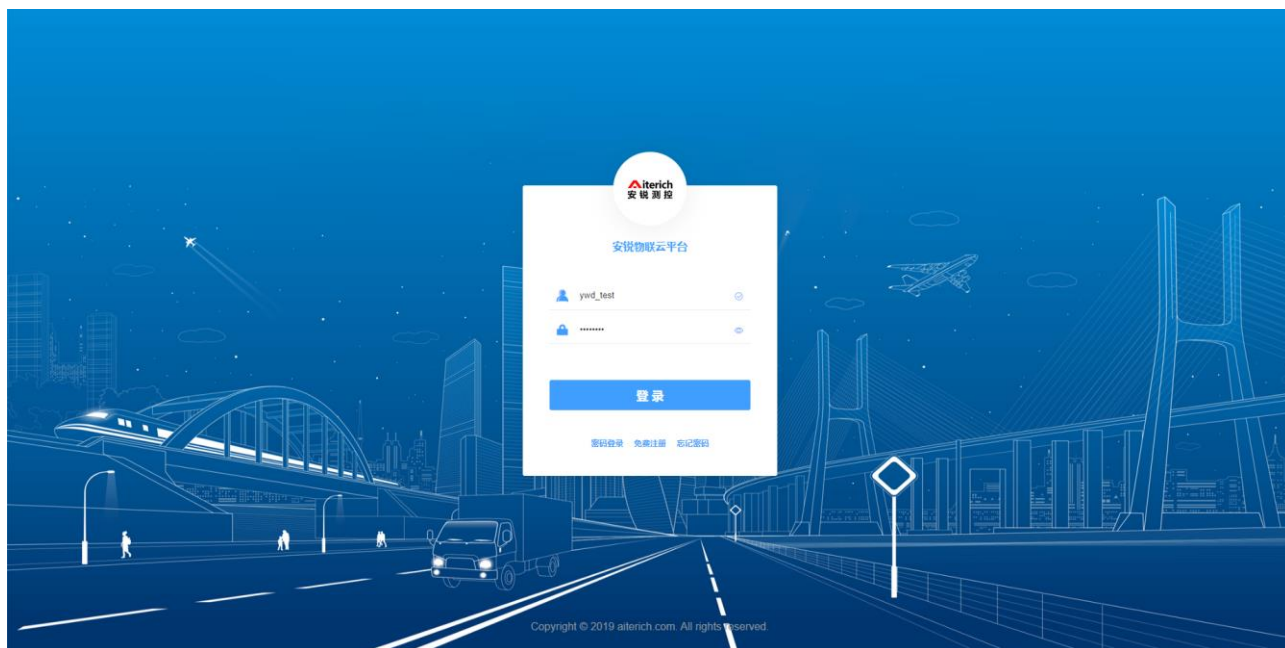 Aiterich
安锐测控
安锐物联云平台
ywd_test
••••••••
登录
密码登录 免费注册 忘记密码
Copyright © 2019 aiterich.com. All rights reserved.